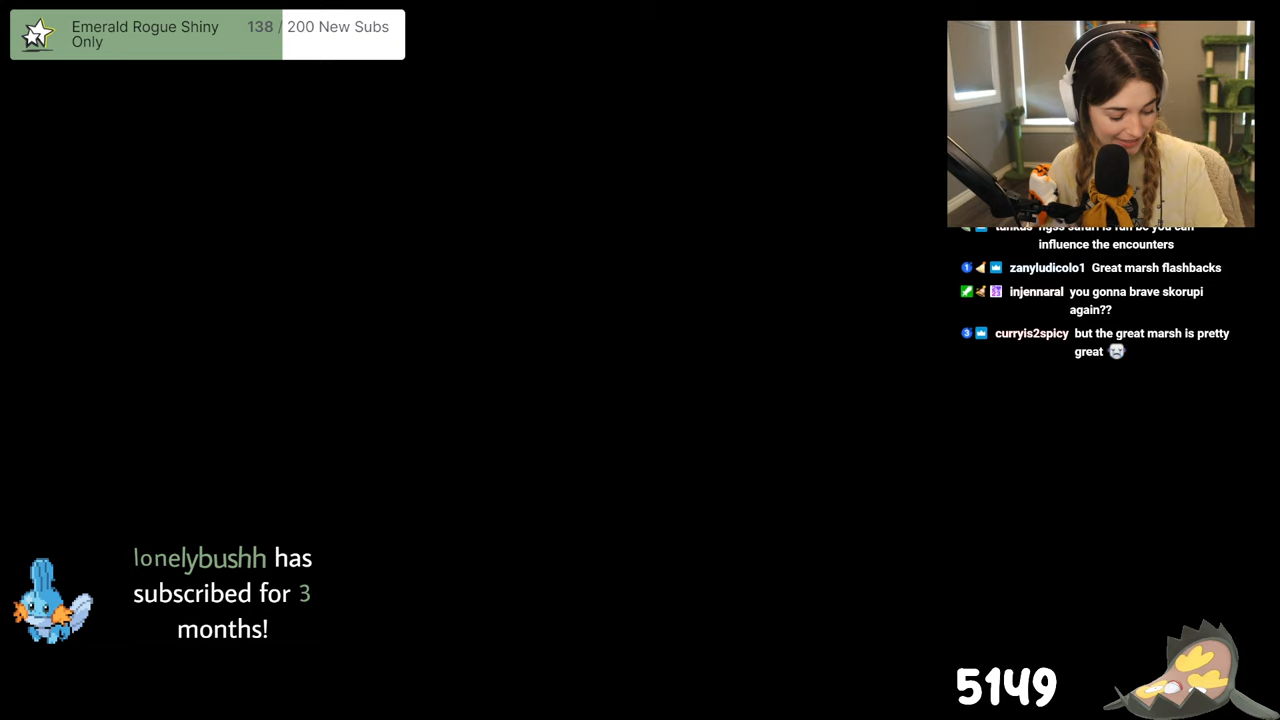 Emerald Rogue Shiny
Only
138 / 200 New Subs
influence the encounters
zanyludicolo1 Great marsh flashbacks
injennaral you gonna brave skorupi
again??
curryis2spicy but the great marsh is pretty
great
lonelybushh has
subscribed for 3
months!
5149